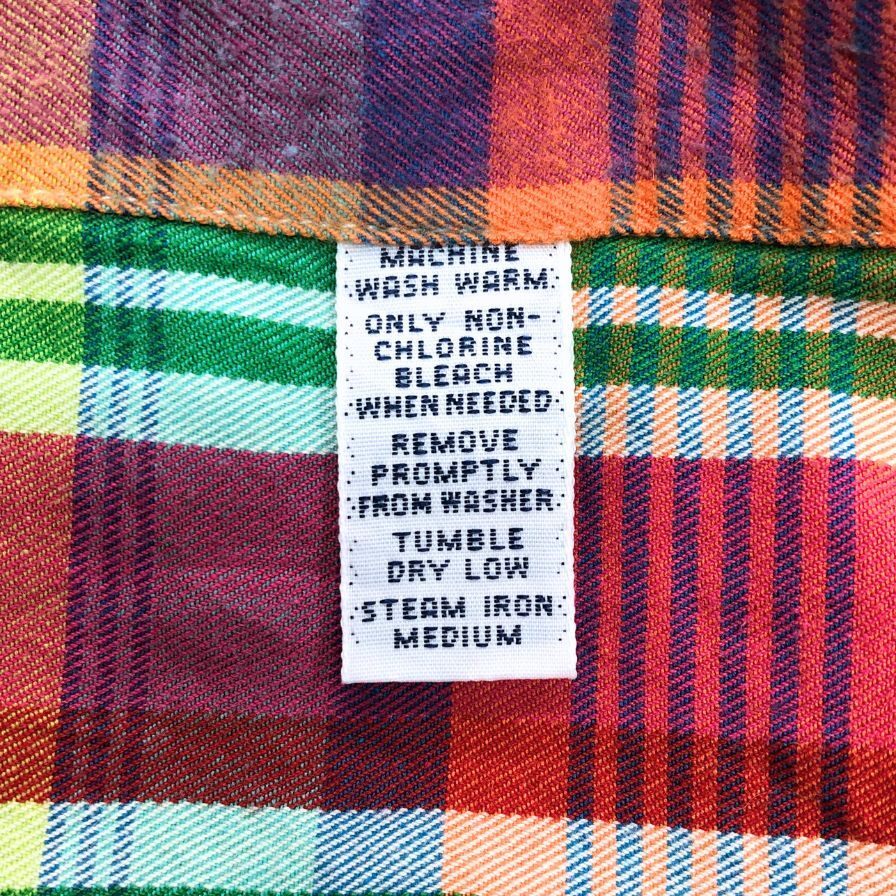 MACHINE
WASH WARM
ONLY NON-
CHLORINE
BLEACH
WHEN NEEDED
REMOVE
PROMPTLY
FROM WASHER
TUMBLE
DRY LOW
STEAM IRON
MEDIUM